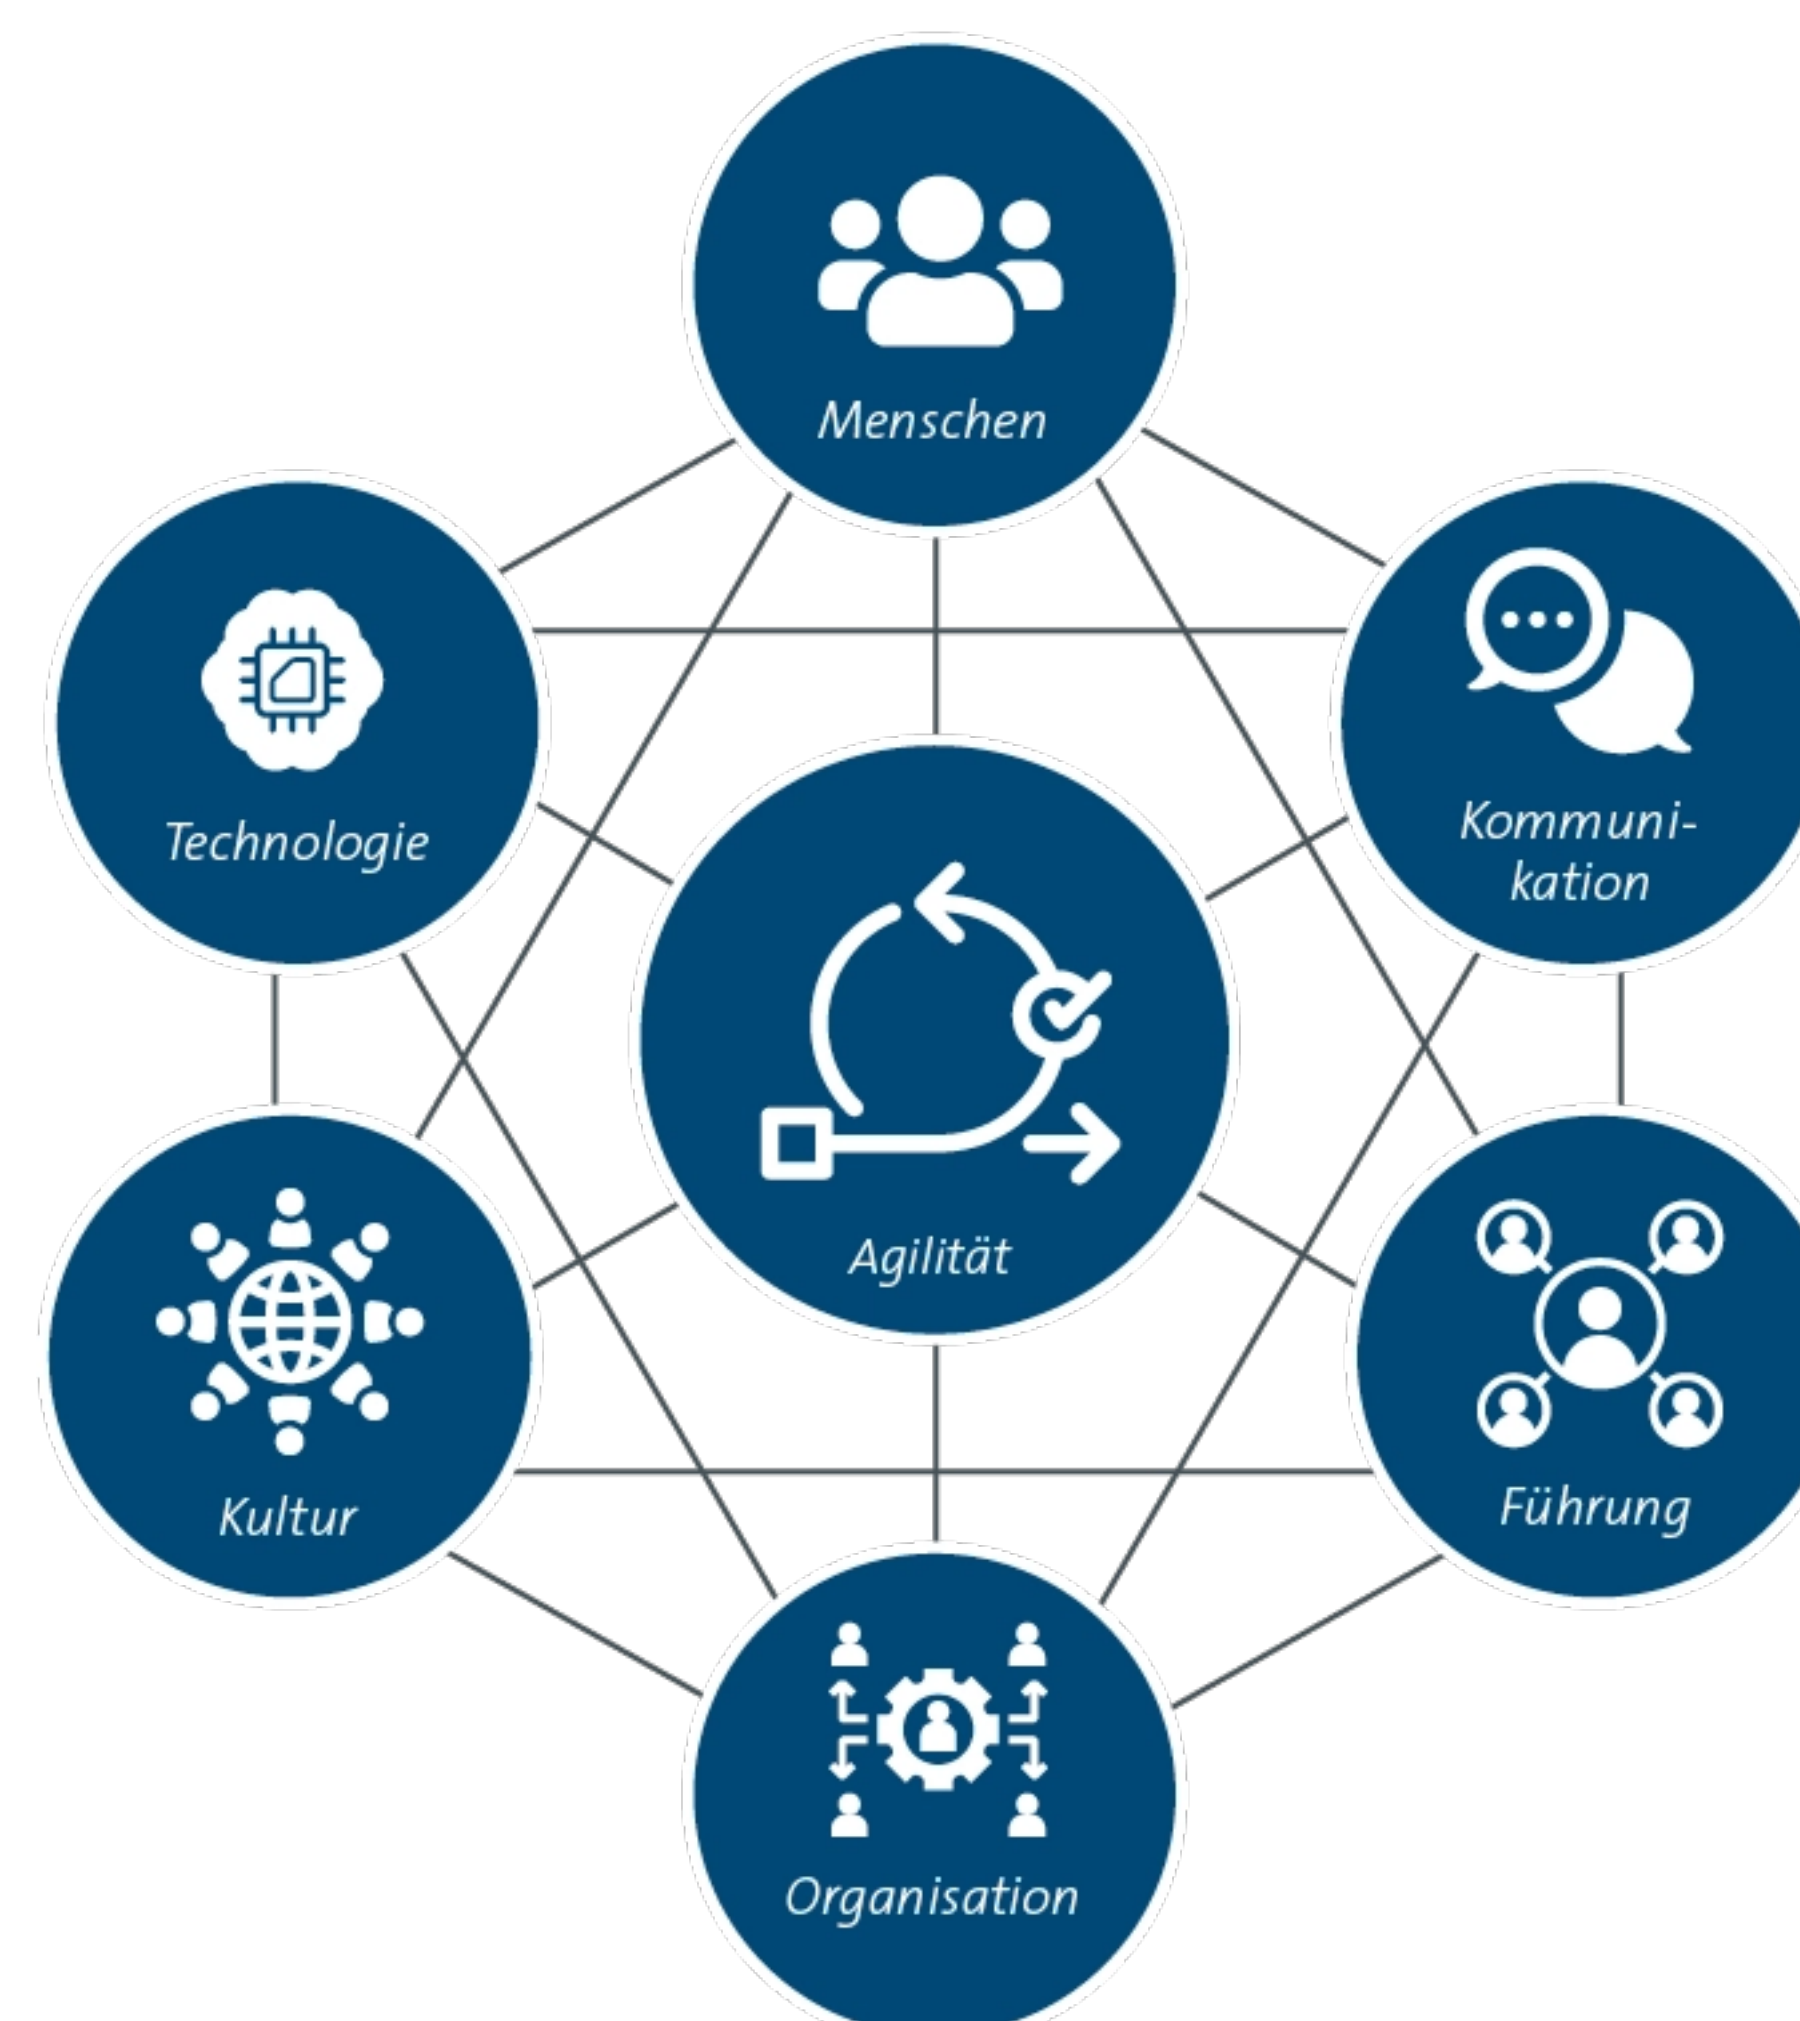 Menschen
Technologie
Kommuni-
kation
Agilität
Kultur
Führung
Organisation